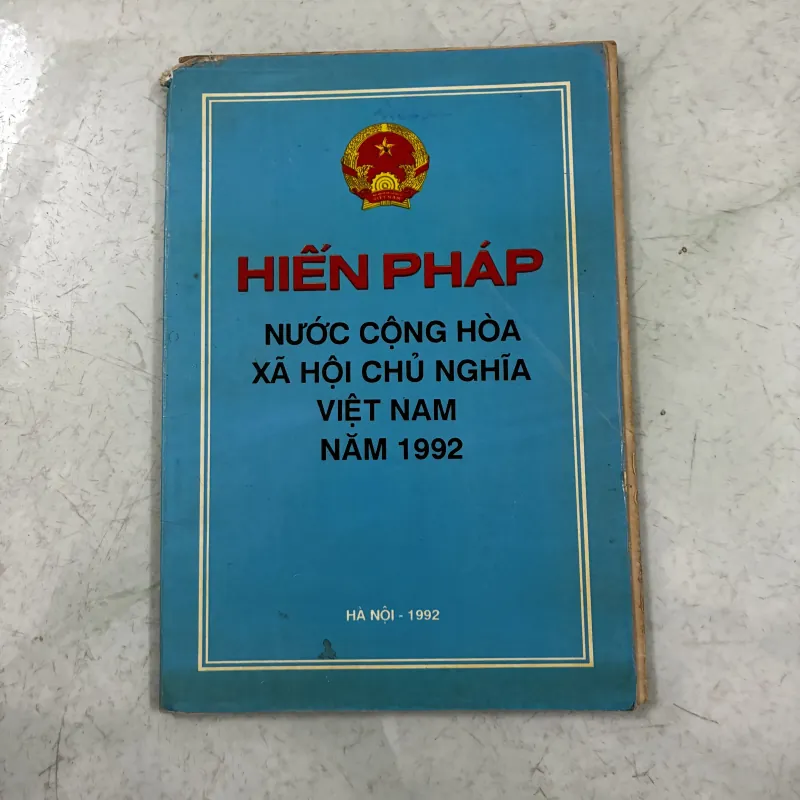 HIẾN PHÁP
NƯỚC CỘNG HÒA
XÃ HỘI CHỦ NGHĨA
VIỆT NAM
NĂM 1992
HÀ NỘI - 1992